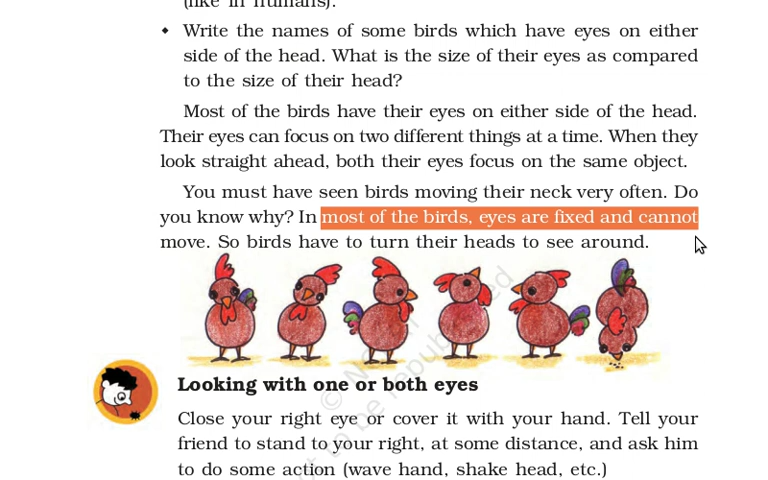 (like in humans).
◆ Write the names of some birds which have eyes on either
side of the head. What is the size of their eyes as compared
to the size of their head?
Most of the birds have their eyes on either side of the head.
Their eyes can focus on two different things at a time. When they
look straight ahead, both their eyes focus on the same object.
You must have seen birds moving their neck very often. Do
you know why? In most of the birds, eyes are fixed and cannot
move. So birds have to turn their heads to see around.
Looking with one or both eyes
Close your right eye or cover it with your hand. Tell your
friend to stand to your right, at some distance, and ask him
to do some action (wave hand, shake head, etc.)